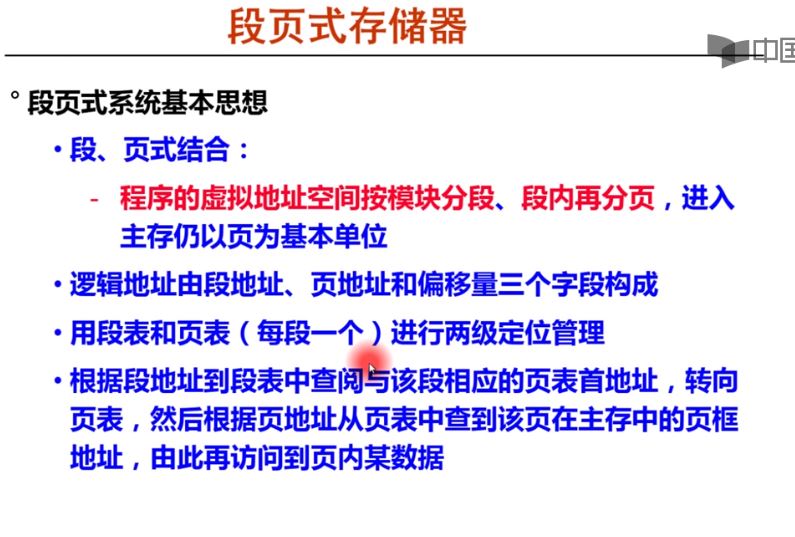 段页式存储器
中国
° 段页式系统基本思想
• 段、页式结合：
- 程序的虚拟地址空间按模块分段、段内再分页，进入
主存仍以页为基本单位
• 逻辑地址由段地址、页地址和偏移量三个字段构成
• 用段表和页表（每段一个）进行两级定位管理
• 根据段地址到段表中查阅与该段相应的页表首地址，转向
页表，然后根据页地址从页表中查到该页在主存中的页框
地址，由此再访问到页内某数据